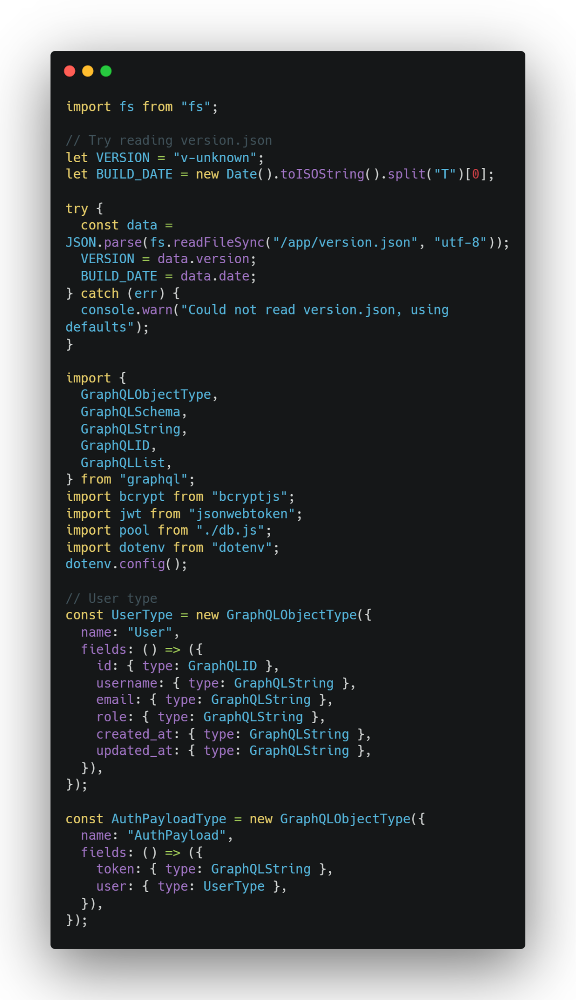 import fs from "fs";

// Try reading version.json
let VERSION = "v-unknown";
let BUILD_DATE = new Date().toISOString().split("T")[0];

try {
  const data =
JSON.parse(fs.readFileSync("/app/version.json", "utf-8"));
  VERSION = data.version;
  BUILD_DATE = data.date;
} catch (err) {
  console.warn("Could not read version.json, using
defaults");
}

import {
  GraphQLObjectType,
  GraphQLSchema,
  GraphQLString,
  GraphQLID,
  GraphQLList,
} from "graphql";
import bcrypt from "bcryptjs";
import jwt from "jsonwebtoken";
import pool from "./db.js";
import dotenv from "dotenv";
dotenv.config();

// User type
const UserType = new GraphQLObjectType({
  name: "User",
  fields: () => ({
    id: { type: GraphQLID },
    username: { type: GraphQLString },
    email: { type: GraphQLString },
    role: { type: GraphQLString },
    created_at: { type: GraphQLString },
    updated_at: { type: GraphQLString },
  }),
});

const AuthPayloadType = new GraphQLObjectType({
  name: "AuthPayload",
  fields: () => ({
    token: { type: GraphQLString },
    user: { type: UserType },
  }),
});